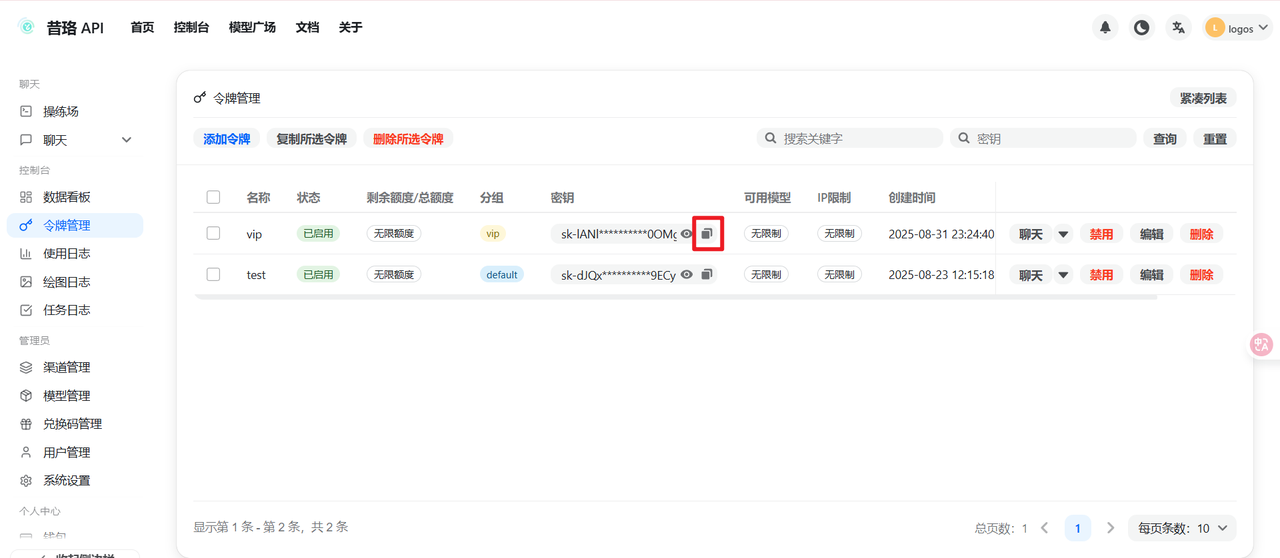 昔珞 API 首页 控制台 模型广场 文档 关于 L logos
聊天
操练场
聊天
控制台
数据看板
令牌管理
使用日志
绘图日志
任务日志
管理员
渠道管理
模型管理
兑换码管理
用户管理
系统设置
个人中心
钱包
收起侧边栏
令牌管理 紧凑列表
添加令牌 复制所选令牌 删除所选令牌 搜索关键字 密钥 查询 重置
名称 状态 剩余额度/总额度 分组 密钥 可用模型 IP限制 创建时间
vip 已启用 无限额度 vip sk-lANl**********0OMg 无限制 无限制 2025-08-31 23:24:40 聊天 禁用 编辑 删除
test 已启用 无限额度 default sk-dJQx**********9ECy 无限制 无限制 2025-08-23 12:15:18 聊天 禁用 编辑 删除
显示第 1 条 - 第 2 条，共 2 条 总页数：1 1 每页条数：10